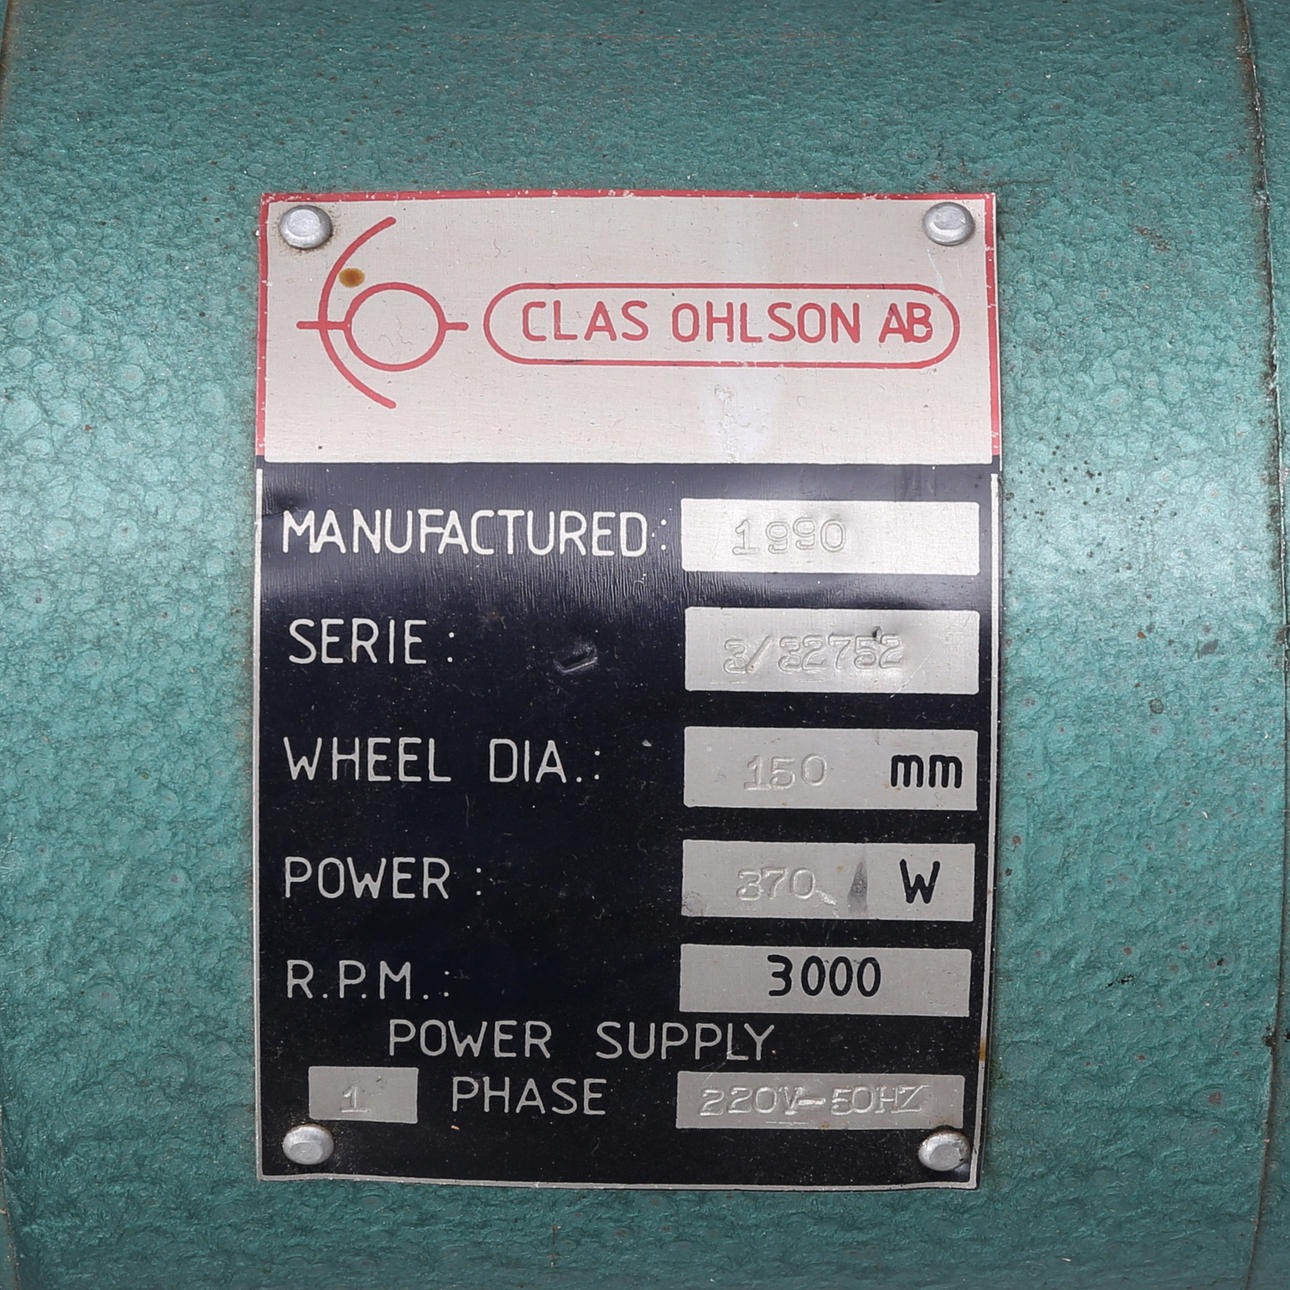 CLAS OHLSON AB
MANUFACTURED: 1990
SERIE: 3/32752
WHEEL DIA.: 150 mm
POWER: 370 W
R.P.M.: 3000
POWER SUPPLY
1 PHASE 220V-50HZ